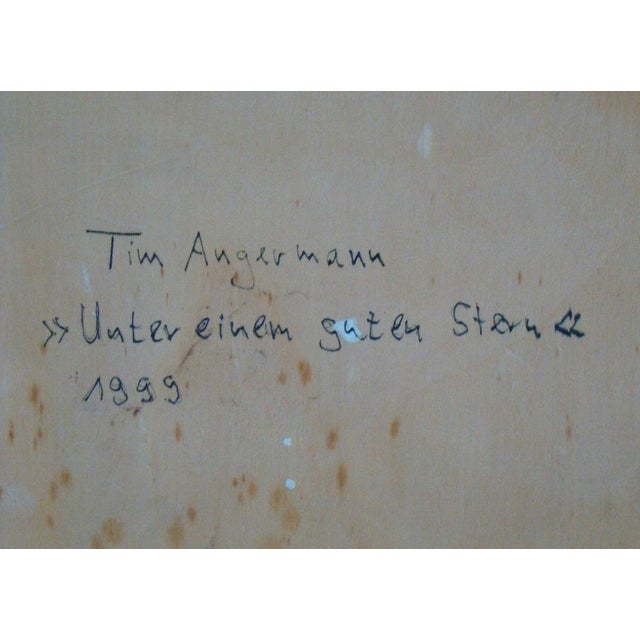 Tim Angermann
»Unter einem guten Stern«
1999